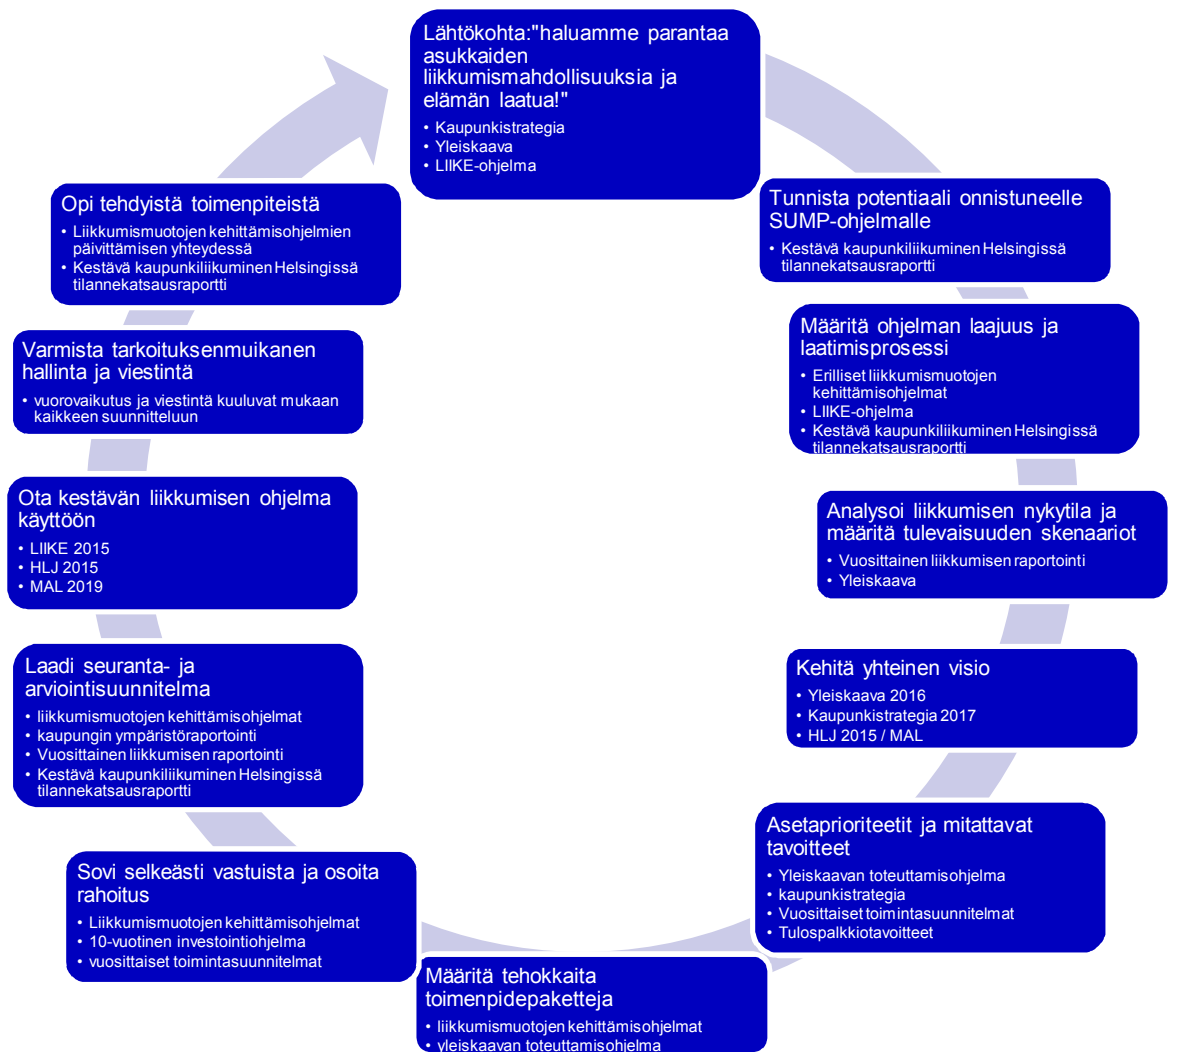 Lähtökohta:"haluamme parantaa
asukkaiden
liikkumismahdollisuuksia ja
elämän laatua!"
• Kaupunkistrategia
• Yleiskaava
• LIIKE-ohjelma
Tunnista potentiaali onnistuneelle
SUMP-ohjelmalle
• Kestävä kaupunkiliikuminen Helsingissä
tilannekatsausraportti
Määritä ohjelman laajuus ja
laatimisprosessi
• Erilliset liikkumismuotojen
kehittämisohjelmat
• LIIKE-ohjelma
• Kestävä kaupunkiliikuminen Helsingissä
tilannekatsausraportti
Analysoi liikkumisen nykytila ja
määritä tulevaisuuden skenaariot
• Vuosittainen liikkumisen raportointi
• Yleiskaava
Kehitä yhteinen visio
• Yleiskaava 2016
• Kaupunkistrategia 2017
• HLJ 2015 / MAL
Asetaprioriteetit ja mitattavat
tavoitteet
• Yleiskaavan toteuttamisohjelma
• kaupunkistrategia
• Vuosittaiset toimintasuunnitelmat
• Tulospalkkiotavoitteet
Määritä tehokkaita
toimenpidepaketteja
• liikkumismuotojen kehittämisohjelmat
• yleiskaavan toteuttamisohjelma
Sovi selkeästi vastuista ja osoita
rahoitus
• Liikkumismuotojen kehittämisohjelmat
• 10-vuotinen investointiohjelma
• vuosittaiset toimintasuunnitelmat
Laadi seuranta- ja
arviointisuunnitelma
• liikkumismuotojen kehittämisohjelmat
• kaupungin ympäristöraportointi
• Vuosittainen liikkumisen raportointi
• Kestävä kaupunkiliikuminen Helsingissä
tilannekatsausraportti
Ota kestävän liikkumisen ohjelma
käyttöön
• LIIKE 2015
• HLJ 2015
• MAL 2019
Varmista tarkoituksenmuikanen
hallinta ja viestintä
• vuorovaikutus ja viestintä kuuluvat mukaan
kaikkeen suunnitteluun
Opi tehdyistä toimenpiteistä
• Liikkumismuotojen kehittämisohjelmien
päivittämisen yhteydessä
• Kestävä kaupunkiliikuminen Helsingissä
tilannekatsausraportti